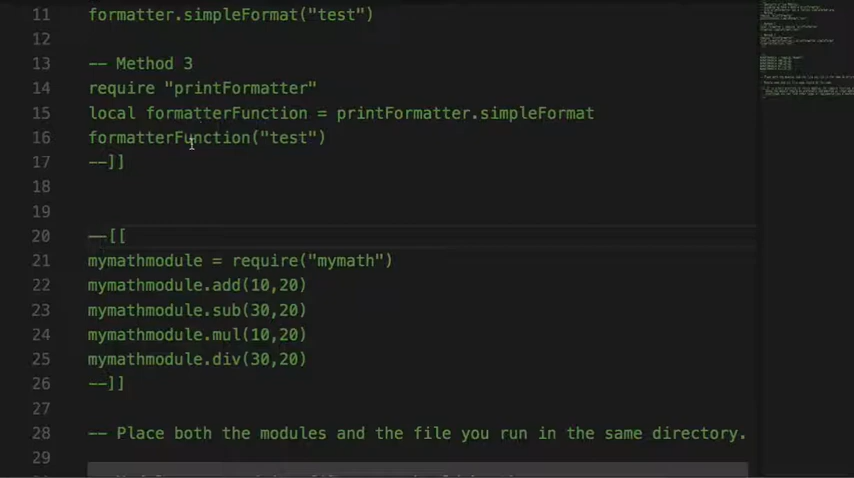 11 formatter.simpleFormat("test")
12
13 -- Method 3
14 require "printFormatter"
15 local formatterFunction = printFormatter.simpleFormat
16 formatterFunction("test")
17 --]]
18
19
20 --[[
21 mymathmodule = require("mymath")
22 mymathmodule.add(10,20)
23 mymathmodule.sub(30,20)
24 mymathmodule.mul(10,20)
25 mymathmodule.div(30,20)
26 --]]
27
28 -- Place both the modules and the file you run in the same directory.
29